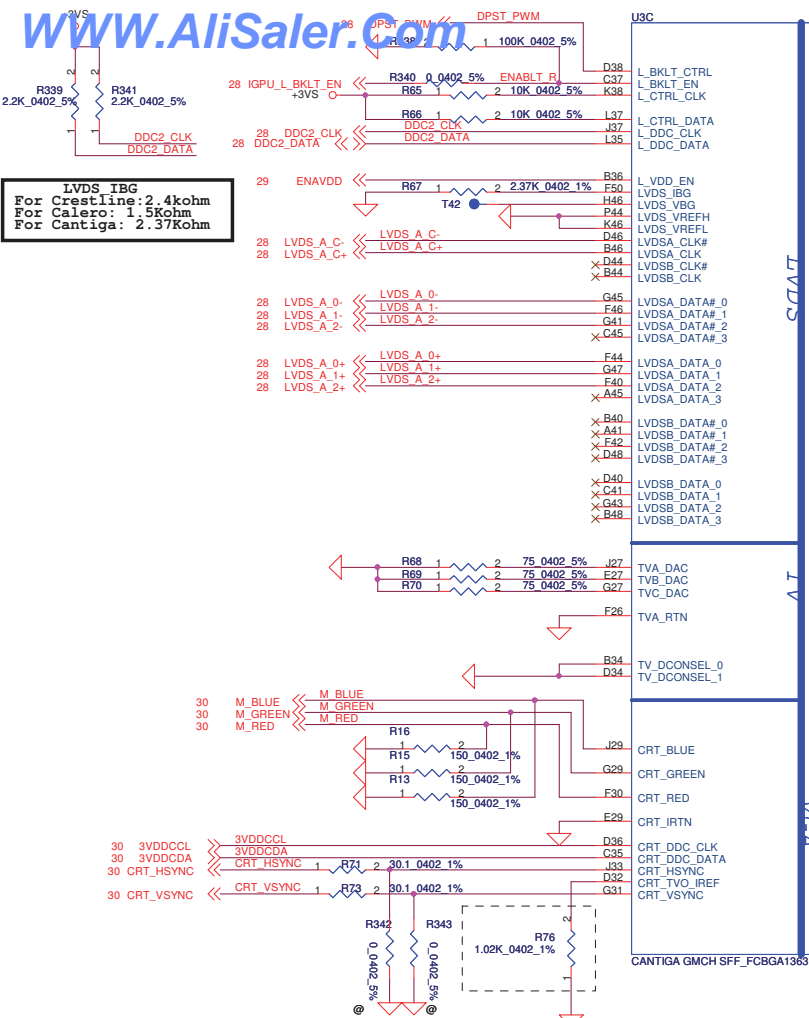 WWW.AliSaler.Com
3VS
28 DPST_PWM
DPST_PWM
U3C
R338 1 100K_0402_5%
D38 L_BKLT_CTRL
28 IGPU_L_BKLT_EN R340 0_0402_5% ENABLT_R C37 L_BKLT_EN
+3VS R65 1 2 10K_0402_5% K38 L_CTRL_CLK
R66 1 2 10K_0402_5% L37 L_CTRL_DATA
28 DDC2_CLK DDC2_CLK J37 L_DDC_CLK
28 DDC2_DATA DDC2_DATA L35 L_DDC_DATA
2 2
R339 R341
2.2K_0402_5% 2.2K_0402_5%
1 1
DDC2_CLK
DDC2_DATA
LVDS_IBG
For Crestline:2.4kohm
For Calero: 1.5Kohm
For Cantiga: 2.37Kohm
29 ENAVDD B36 L_VDD_EN
R67 1 2 2.37K_0402_1% F50 LVDS_IBG
T42 H46 LVDS_VBG
P44 LVDS_VREFH
K46 LVDS_VREFL
28 LVDS_A_C- LVDS_A_C- D46 LVDSA_CLK#
28 LVDS_A_C+ LVDS_A_C+ B46 LVDSA_CLK
D44 LVDSB_CLK#
B44 LVDSB_CLK
LVDS
28 LVDS_A_0- LVDS_A_0- G45 LVDSA_DATA#_0
28 LVDS_A_1- LVDS_A_1- F46 LVDSA_DATA#_1
28 LVDS_A_2- LVDS_A_2- G41 LVDSA_DATA#_2
C45 LVDSA_DATA#_3
28 LVDS_A_0+ LVDS_A_0+ F44 LVDSA_DATA_0
28 LVDS_A_1+ LVDS_A_1+ G47 LVDSA_DATA_1
28 LVDS_A_2+ LVDS_A_2+ F40 LVDSA_DATA_2
A45 LVDSA_DATA_3
B40 LVDSB_DATA#_0
A41 LVDSB_DATA#_1
F42 LVDSB_DATA#_2
D48 LVDSB_DATA#_3
D40 LVDSB_DATA_0
C41 LVDSB_DATA_1
G43 LVDSB_DATA_2
B48 LVDSB_DATA_3
R68 1 2 75_0402_5% J27 TVA_DAC
R69 1 2 75_0402_5% E27 TVB_DAC
R70 1 2 75_0402_5% G27 TVC_DAC
F26 TVA_RTN
B34 TV_DCONSEL_0
D34 TV_DCONSEL_1
30 M_BLUE M_BLUE
30 M_GREEN M_GREEN
30 M_RED M_RED
R16 1 2 150_0402_1% J29 CRT_BLUE
R15 1 2 150_0402_1% G29 CRT_GREEN
R13 1 2 150_0402_1% F30 CRT_RED
E29 CRT_IRTN
30 3VDDCCL 3VDDCCL D36 CRT_DDC_CLK
30 3VDDCDA 3VDDCDA C35 CRT_DDC_DATA
30 CRT_HSYNC CRT_HSYNC 1 R71 2 30.1_0402_1% J33 CRT_HSYNC
D32 CRT_TVO_IREF
30 CRT_VSYNC CRT_VSYNC 1 R73 2 30.1_0402_1% G31 CRT_VSYNC
R342 R343
0_0402_5% 0_0402_5%
@ @
2
R76
1.02K_0402_1%
1
CANTIGA GMCH SFF_FCBGA1363